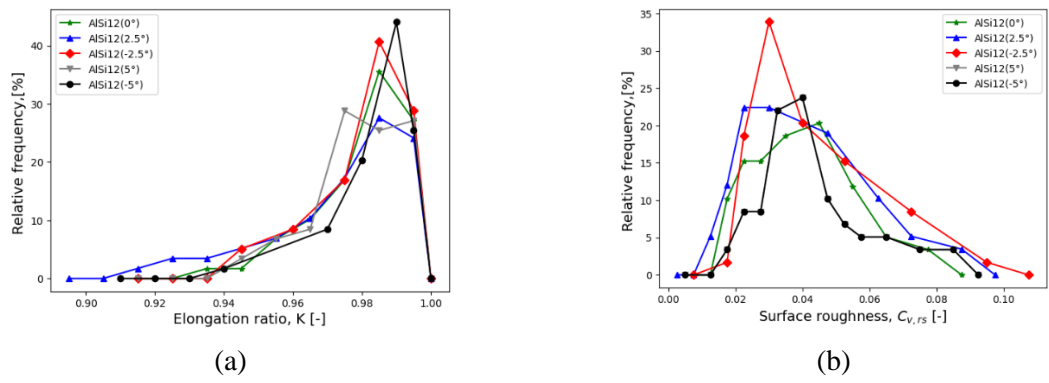 AlSi12(0°)
AlSi12(2.5°)
AlSi12(-2.5°)
AlSi12(5°)
AlSi12(-5°)
40
30
20
10
0
Relative frequency,[%]
0.90
0.92
0.94
0.96
0.98
1.00
Elongation ratio, K [-]
(a)
AlSi12(0°)
AlSi12(2.5°)
AlSi12(-2.5°)
AlSi12(5°)
AlSi12(-5°)
35
30
25
20
15
10
5
0
Relative frequency,[%]
0.00
0.02
0.04
0.06
0.08
0.10
Surface roughness, Cv,rs [-]
(b)